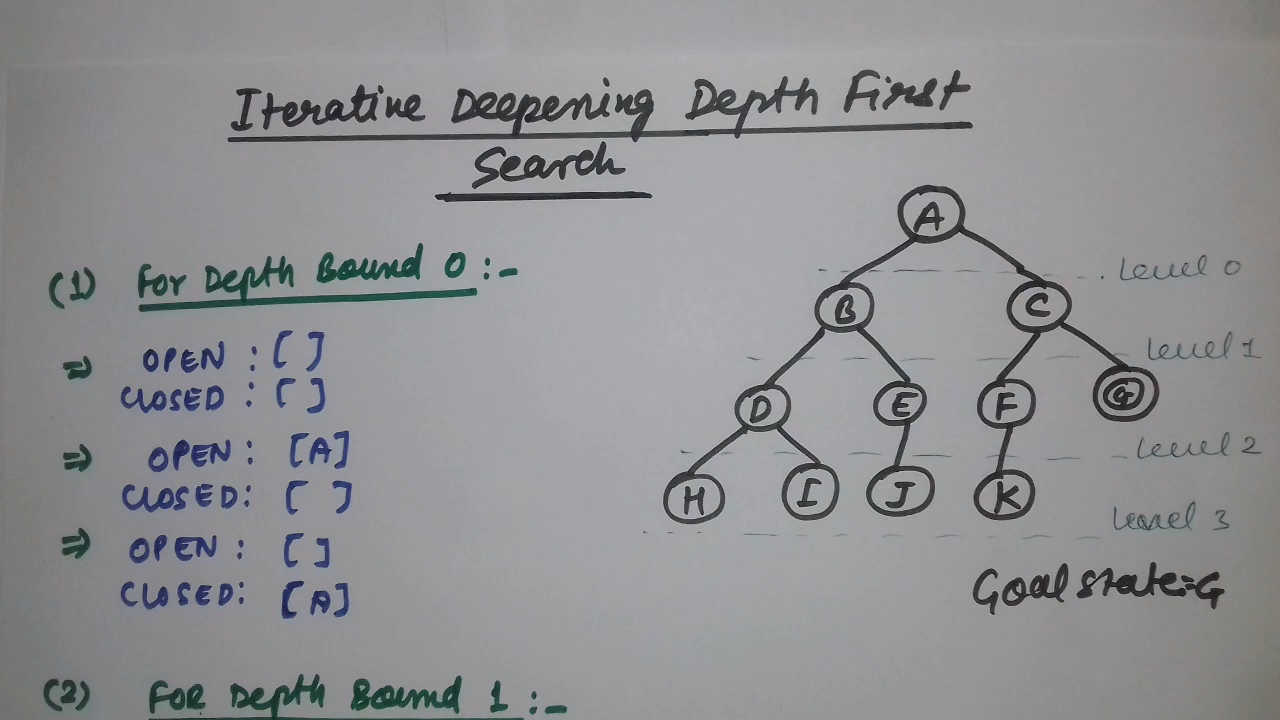 Iterative Deepening Depth First
Search
(1) For Depth Bound 0 :-
⇒ OPEN : [ ]
CLOSED : [ ]
⇒ OPEN : [A]
CLOSED: [ ]
⇒ OPEN : [ ]
CLOSED: [A]
(2) FOR Depth Bound 1 :-
A
Level 0
B C
Level 1
D E F G
Level 2
H I J K
Level 3
Goal state:=G